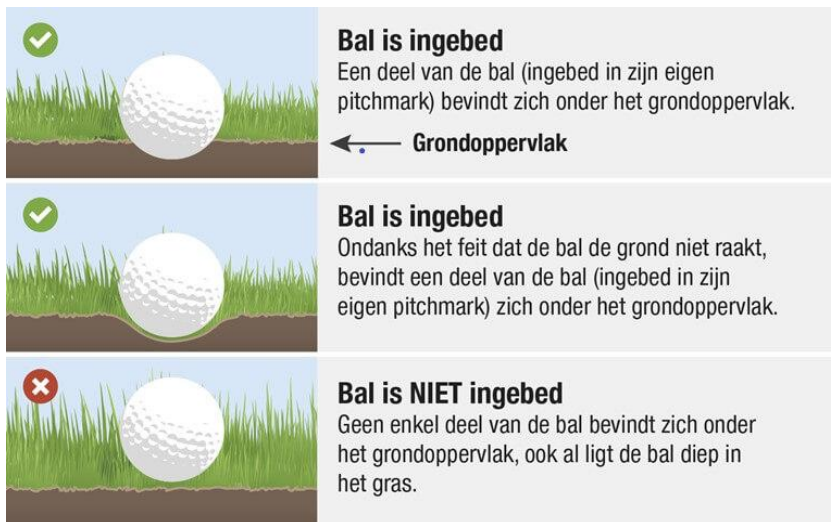 Bal is ingebed
Een deel van de bal (ingebed in zijn eigen
pitchmark) bevindt zich onder het grondoppervlak.
Grondoppervlak
Bal is ingebed
Ondanks het feit dat de bal de grond niet raakt,
bevindt een deel van de bal (ingebed in zijn
eigen pitchmark) zich onder het grondoppervlak.
Bal is NIET ingebed
Geen enkel deel van de bal bevindt zich onder
het grondoppervlak, ook al ligt de bal diep in
het gras.